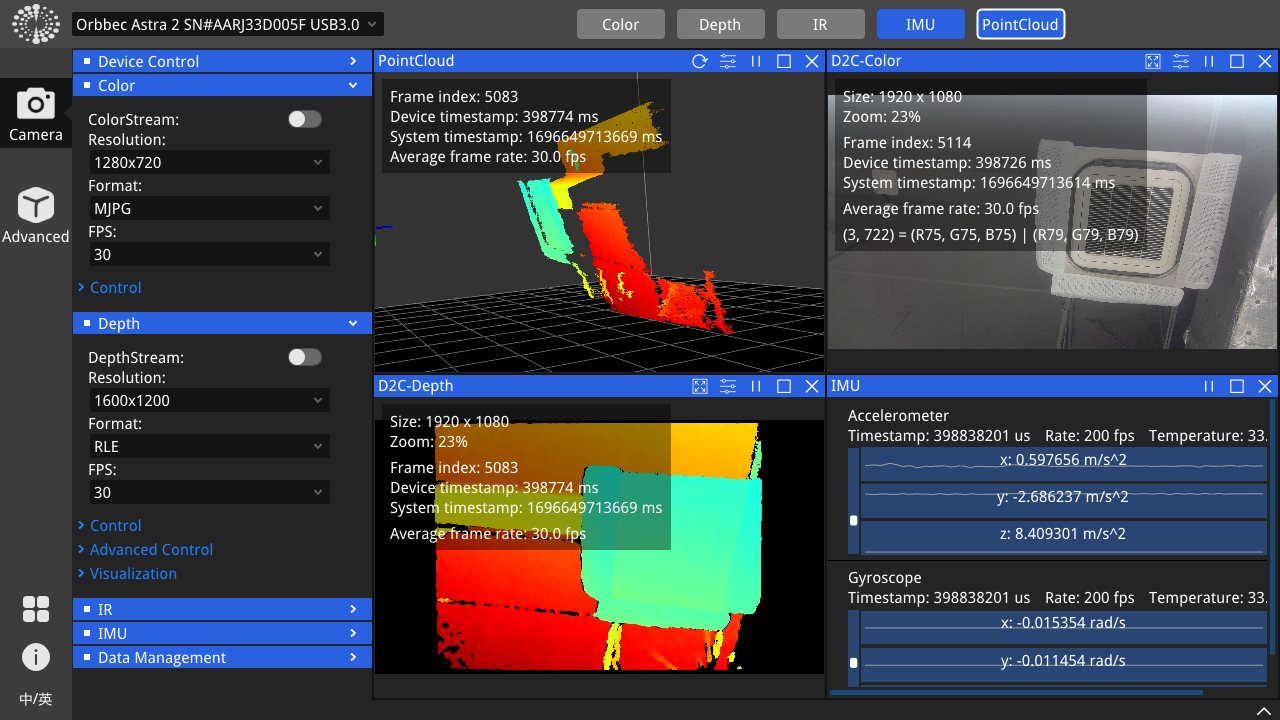 Orbbec Astra 2 SN#AARJ33D005F USB3.0
Color
Depth
IR
IMU
PointCloud
Camera
Advanced
中/英
Device Control
Color
ColorStream:
Resolution:
1280x720
Format:
MJPG
FPS:
30
Control
Depth
DepthStream:
Resolution:
1600x1200
Format:
RLE
FPS:
30
Control
Advanced Control
Visualization
IR
IMU
Data Management
PointCloud
Frame index: 5083
Device timestamp: 398774 ms
System timestamp: 1696649713669 ms
Average frame rate: 30.0 fps
D2C-Color
Size: 1920 x 1080
Zoom: 23%
Frame index: 5114
Device timestamp: 398726 ms
System timestamp: 1696649713614 ms
Average frame rate: 30.0 fps
(3, 722) = (R75, G75, B75) | (R79, G79, B79)
D2C-Depth
Size: 1920 x 1080
Zoom: 23%
Frame index: 5083
Device timestamp: 398774 ms
System timestamp: 1696649713669 ms
Average frame rate: 30.0 fps
IMU
Accelerometer
Timestamp: 398838201 us Rate: 200 fps Temperature: 33.
x: 0.597656 m/s^2
y: -2.686237 m/s^2
z: 8.409301 m/s^2
Gyroscope
Timestamp: 398838201 us Rate: 200 fps Temperature: 33.
x: -0.015354 rad/s
y: -0.011454 rad/s